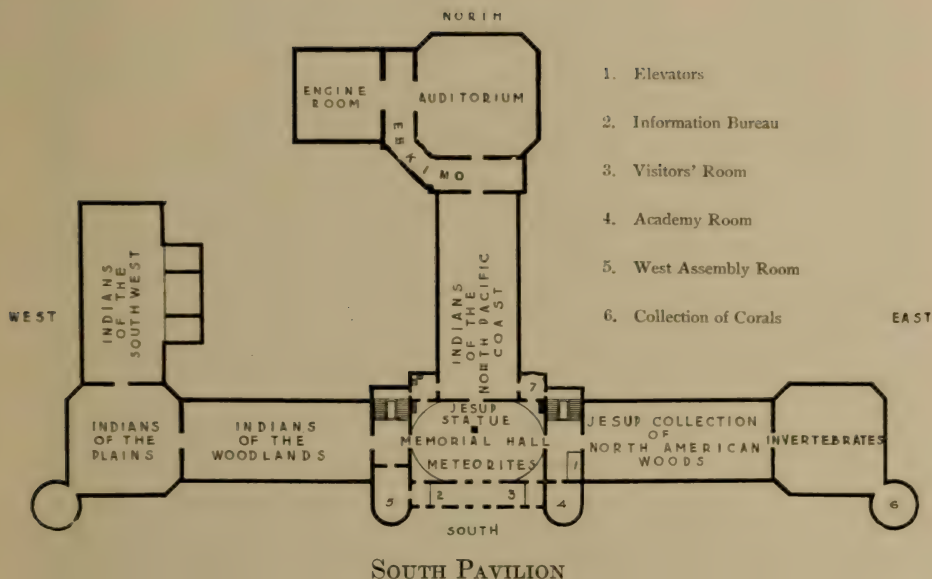 NORTH
ENGINE
ROOM
AUDITORIUM
ESKIMO
1. Elevators
2. Information Bureau
3. Visitors' Room
4. Academy Room
5. West Assembly Room
6. Collection of Corals
WEST
EAST
INDIANS
OF THE
SOUTHWEST
INDIANS
OF THE
NORTH PACIFIC
COAST
7
INDIANS
OF THE
PLAINS
INDIANS
OF THE
WOODLANDS
JESUP
STATUE
MEMORIAL HALL
METEORITES
JESUP COLLECTION
OF
NORTH AMERICAN
WOODS
INVERTEBRATES
1
5
2
3
4
6
SOUTH
SOUTH PAVILION